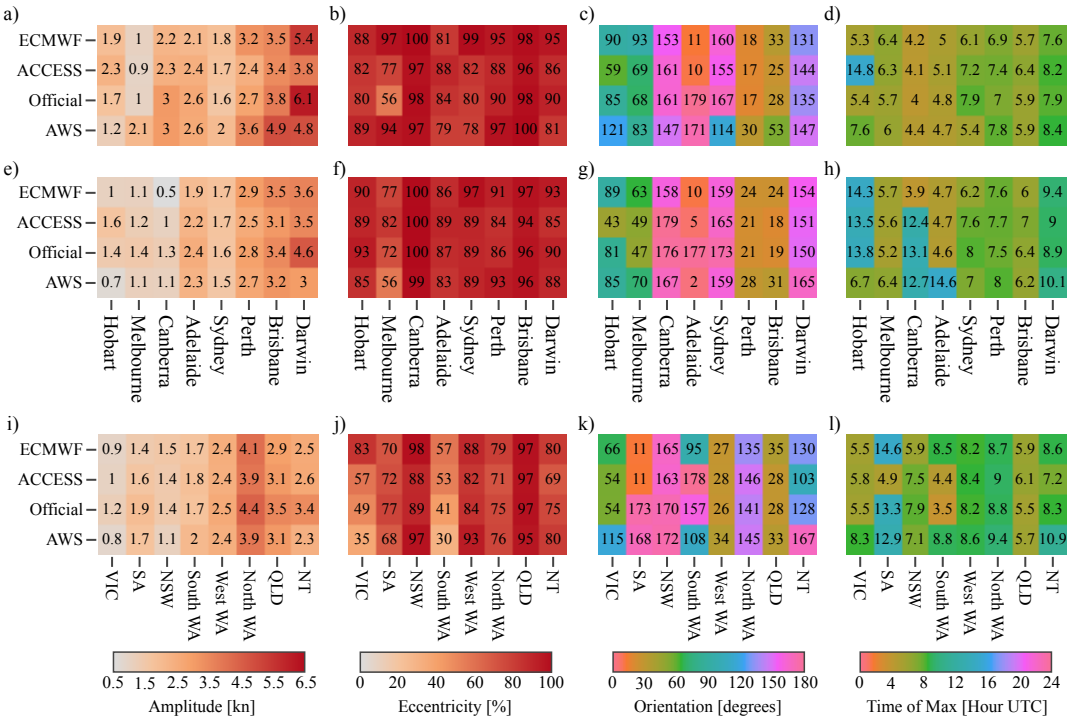 a) b) c) d)
ECMWF 1.9 1 2.2 2.1 1.8 3.2 3.5 5.4 88 97 100 81 99 95 98 95 90 93 153 11 160 18 33 131 5.3 6.4 4.2 5 6.1 6.9 5.7 7.6
ACCESS 2.3 0.9 2.3 2.4 1.7 2.4 3.4 3.8 82 77 97 88 82 88 96 86 59 69 161 10 155 17 25 144 14.8 6.3 4.1 5.1 7.2 7.4 6.4 8.2
Official 1.7 1 3 2.6 1.6 2.7 3.8 6.1 80 56 98 84 80 90 98 90 85 68 161 179 167 17 28 135 5.4 5.7 4 4.8 7.9 7 5.9 7.9
AWS 1.2 2.1 3 2.6 2 3.6 4.9 4.8 89 94 97 79 78 97 100 81 121 83 147 171 114 30 53 147 7.6 6 4.4 4.7 5.4 7.8 5.9 8.4
e) f) g) h)
ECMWF 1 1.1 0.5 1.9 1.7 2.9 3.5 3.6 90 77 100 86 97 91 97 93 89 63 158 10 159 24 24 154 14.3 5.7 3.9 4.7 6.2 7.6 6 9.4
ACCESS 1.6 1.2 1 2.2 1.7 2.5 3.1 3.5 89 82 100 89 89 84 94 85 43 49 179 5 165 21 18 151 13.5 5.6 12.4 4.7 7.6 7.7 7 9
Official 1.4 1.4 1.3 2.4 1.6 2.8 3.4 4.6 93 72 100 87 89 86 96 90 81 47 176 177 173 21 19 150 13.8 5.2 13.1 4.6 8 7.5 6.6 8.9
AWS 0.7 1.1 1.1 2.3 1.5 2.7 3.2 3 85 56 99 83 89 93 96 88 85 70 167 2 159 28 31 165 6.7 6.4 12.7 14.6 7 8 6.2 10.1
Hobart Melbourne Canberra Adelaide Sydney Perth Brisbane Darwin Hobart Melbourne Canberra Adelaide Sydney Perth Brisbane Darwin Hobart Melbourne Canberra Adelaide Sydney Perth Brisbane Darwin Hobart Melbourne Canberra Adelaide Sydney Perth Brisbane Darwin
i) j) k) l)
ECMWF 0.9 1.4 1.5 1.7 2.4 4.1 2.9 2.5 83 70 98 57 88 79 97 80 66 11 165 95 27 135 35 130 5.5 14.6 5.9 8.5 8.2 8.7 5.9 8.6
ACCESS 1 1.6 1.4 1.8 2.4 3.9 3.1 2.6 57 72 88 53 82 71 97 69 54 11 163 178 28 146 28 103 5.8 4.9 7.5 4.4 8.4 9 6.1 7.2
Official 1.2 1.9 1.4 1.7 2.5 4.4 3.5 3.4 49 77 89 41 84 75 97 75 54 173 170 157 26 141 28 128 5.5 13.3 7.9 3.5 8.2 8.8 5.5 8.3
AWS 0.8 1.7 1.1 2 2.4 3.9 3.1 2.3 35 68 97 30 93 76 95 80 115 168 172 108 34 145 33 167 8.3 12.9 7.1 8.8 8.6 9.4 5.7 10.9
VIC SA NSW South WA West WA North WA QLD NT VIC SA NSW South WA West WA North WA QLD NT VIC SA NSW South WA West WA North WA QLD NT VIC SA NSW South WA West WA North WA QLD NT
0.5 1.5 2.5 3.5 4.5 5.5 6.5 0 20 40 60 80 100 0 30 60 90 120 150 180 0 4 8 12 16 20 24
Amplitude [kn] Eccentricity [%] Orientation [degrees] Time of Max [Hour UTC]